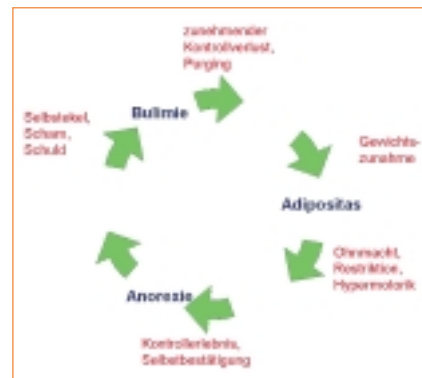 zunehmender
Kontrollverlust,
Purging
Bulimie
Selbstekel,
Scham,
Schuld
Gewichts-
zunahme
Adipositas
Ohnmacht,
Restriktion,
Hypermotorik
Anorexie
Kontrollerlebnis,
Selbstbestätigung